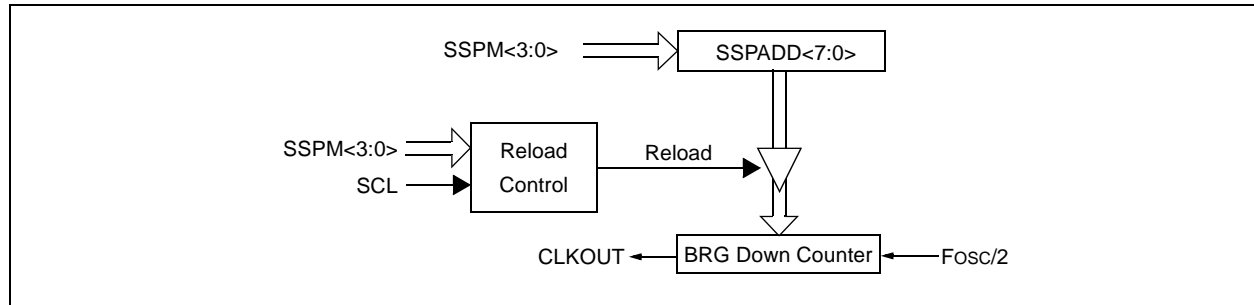 SSPM<3:0>
SSPADD<7:0>
SSPM<3:0>
SCL
Reload
Control
Reload
CLKOUT
BRG Down Counter
FOSC/2